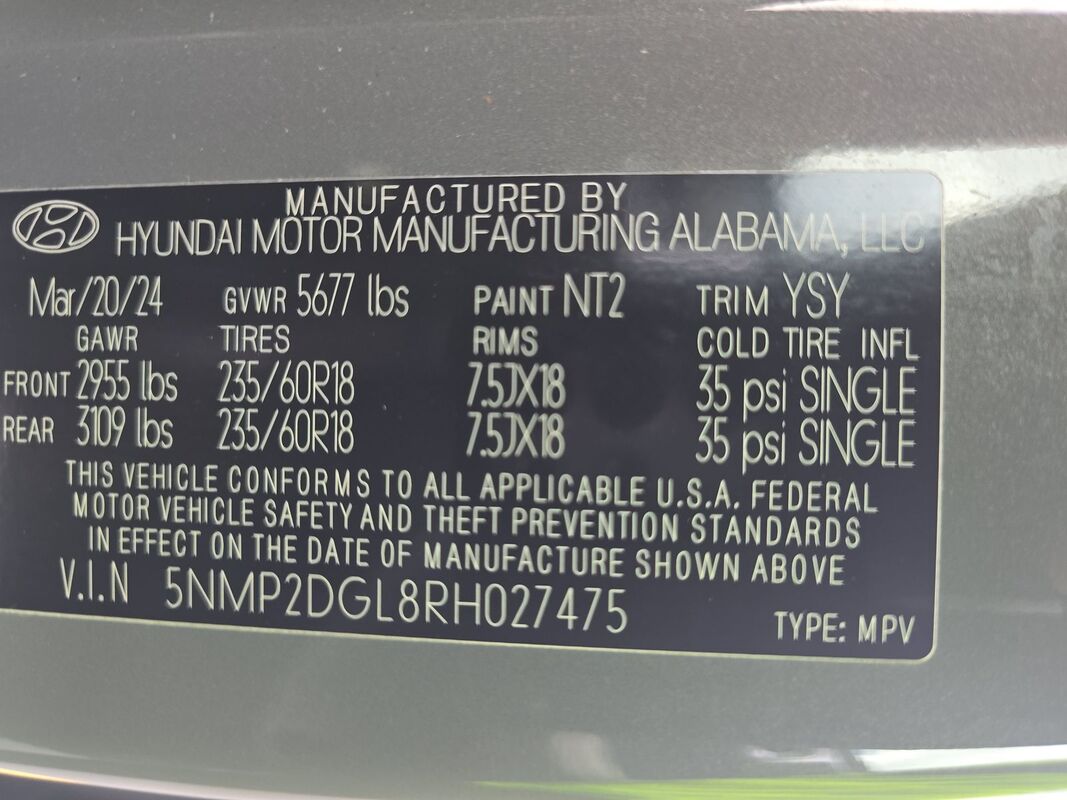 MANUFACTURED BY
HYUNDAI MOTOR MANUFACTURING ALABAMA, LLC
Mar/20/24 GVWR 5677 lbs PAINT NT2 TRIM YSY
GAWR TIRES RIMS COLD TIRE INFL
FRONT 2955 lbs 235/60R18 7.5JX18 35 psi SINGLE
REAR 3109 lbs 235/60R18 7.5JX18 35 psi SINGLE
THIS VEHICLE CONFORMS TO ALL APPLICABLE U.S.A. FEDERAL
MOTOR VEHICLE SAFETY AND THEFT PREVENTION STANDARDS
IN EFFECT ON THE DATE OF MANUFACTURE SHOWN ABOVE
V.I.N 5NMP2DGL8RH027475 TYPE: MPV